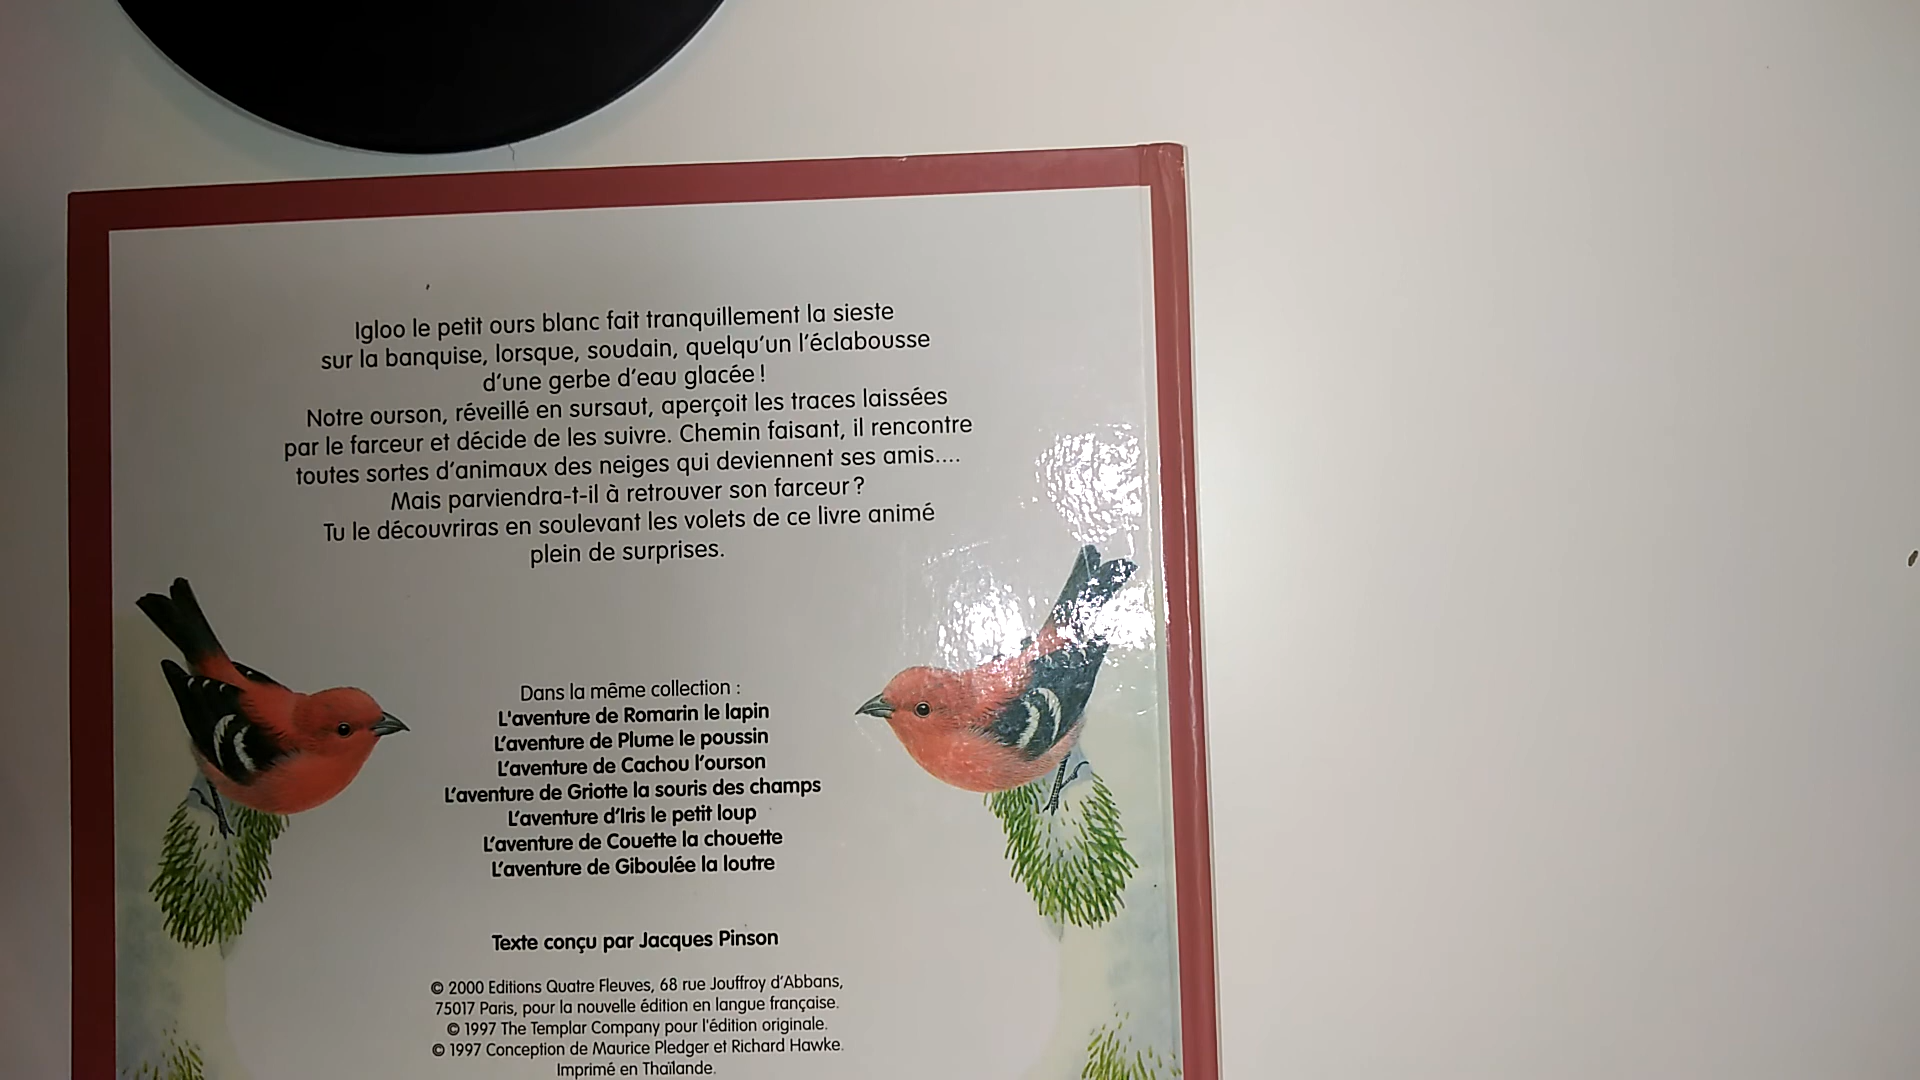 Igloo le petit ours blanc fait tranquillement la sieste
sur la banquise, lorsque, soudain, quelqu'un l'éclabousse
d'une gerbe d'eau glacée !
Notre ourson, réveillé en sursaut, aperçoit les traces laissées
par le farceur et décide de les suivre. Chemin faisant, il rencontre
toutes sortes d'animaux des neiges qui deviennent ses amis....
Mais parviendra-t-il à retrouver son farceur ?
Tu le découvriras en soulevant les volets de ce livre animé
plein de surprises.
Dans la même collection :
L'aventure de Romarin le lapin
L'aventure de Plume le poussin
L'aventure de Cachou l'ourson
L'aventure de Griotte la souris des champs
L'aventure d'Iris le petit loup
L'aventure de Couette la chouette
L'aventure de Giboulée la loutre
Texte conçu par Jacques Pinson
© 2000 Editions Quatre Fleuves, 68 rue Jouffroy d'Abbans,
75017 Paris, pour la nouvelle édition en langue française.
© 1997 The Templar Company pour l'édition originale.
© 1997 Conception de Maurice Pledger et Richard Hawke.
Imprimé en Thaïlande.